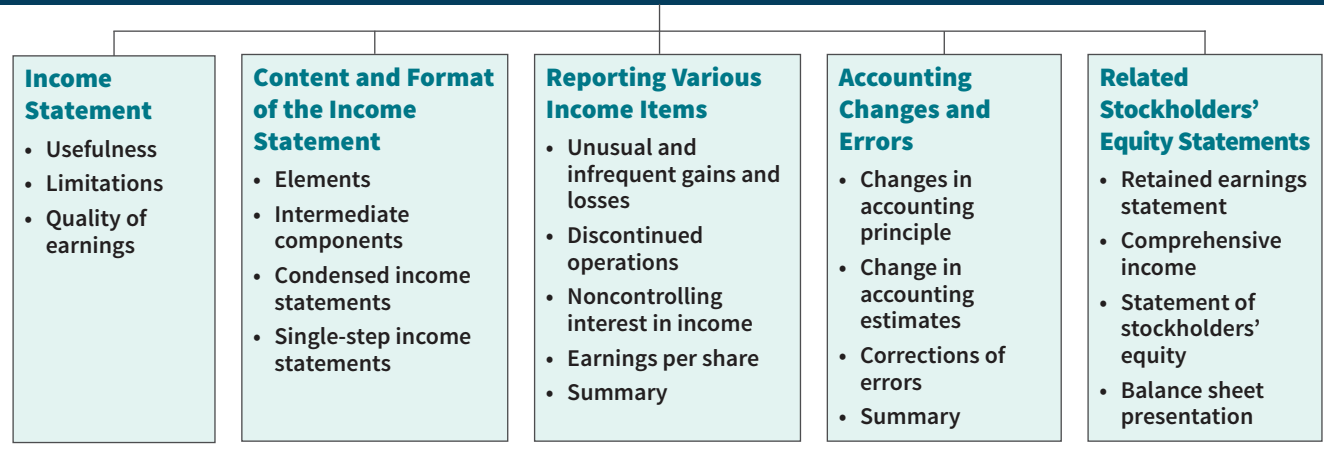 Income
Statement
• Usefulness
• Limitations
• Quality of
earnings
Content and Format
of the Income
Statement
• Elements
• Intermediate
components
• Condensed income
statements
• Single-step income
statements
Reporting Various
Income Items
• Unusual and
infrequent gains and
losses
• Discontinued
operations
• Noncontrolling
interest in income
• Earnings per share
• Summary
Accounting
Changes and
Errors
• Changes in
accounting
principle
• Change in
accounting
estimates
• Corrections of
errors
• Summary
Related
Stockholders’
Equity Statements
• Retained earnings
statement
• Comprehensive
income
• Statement of
stockholders’
equity
• Balance sheet
presentation